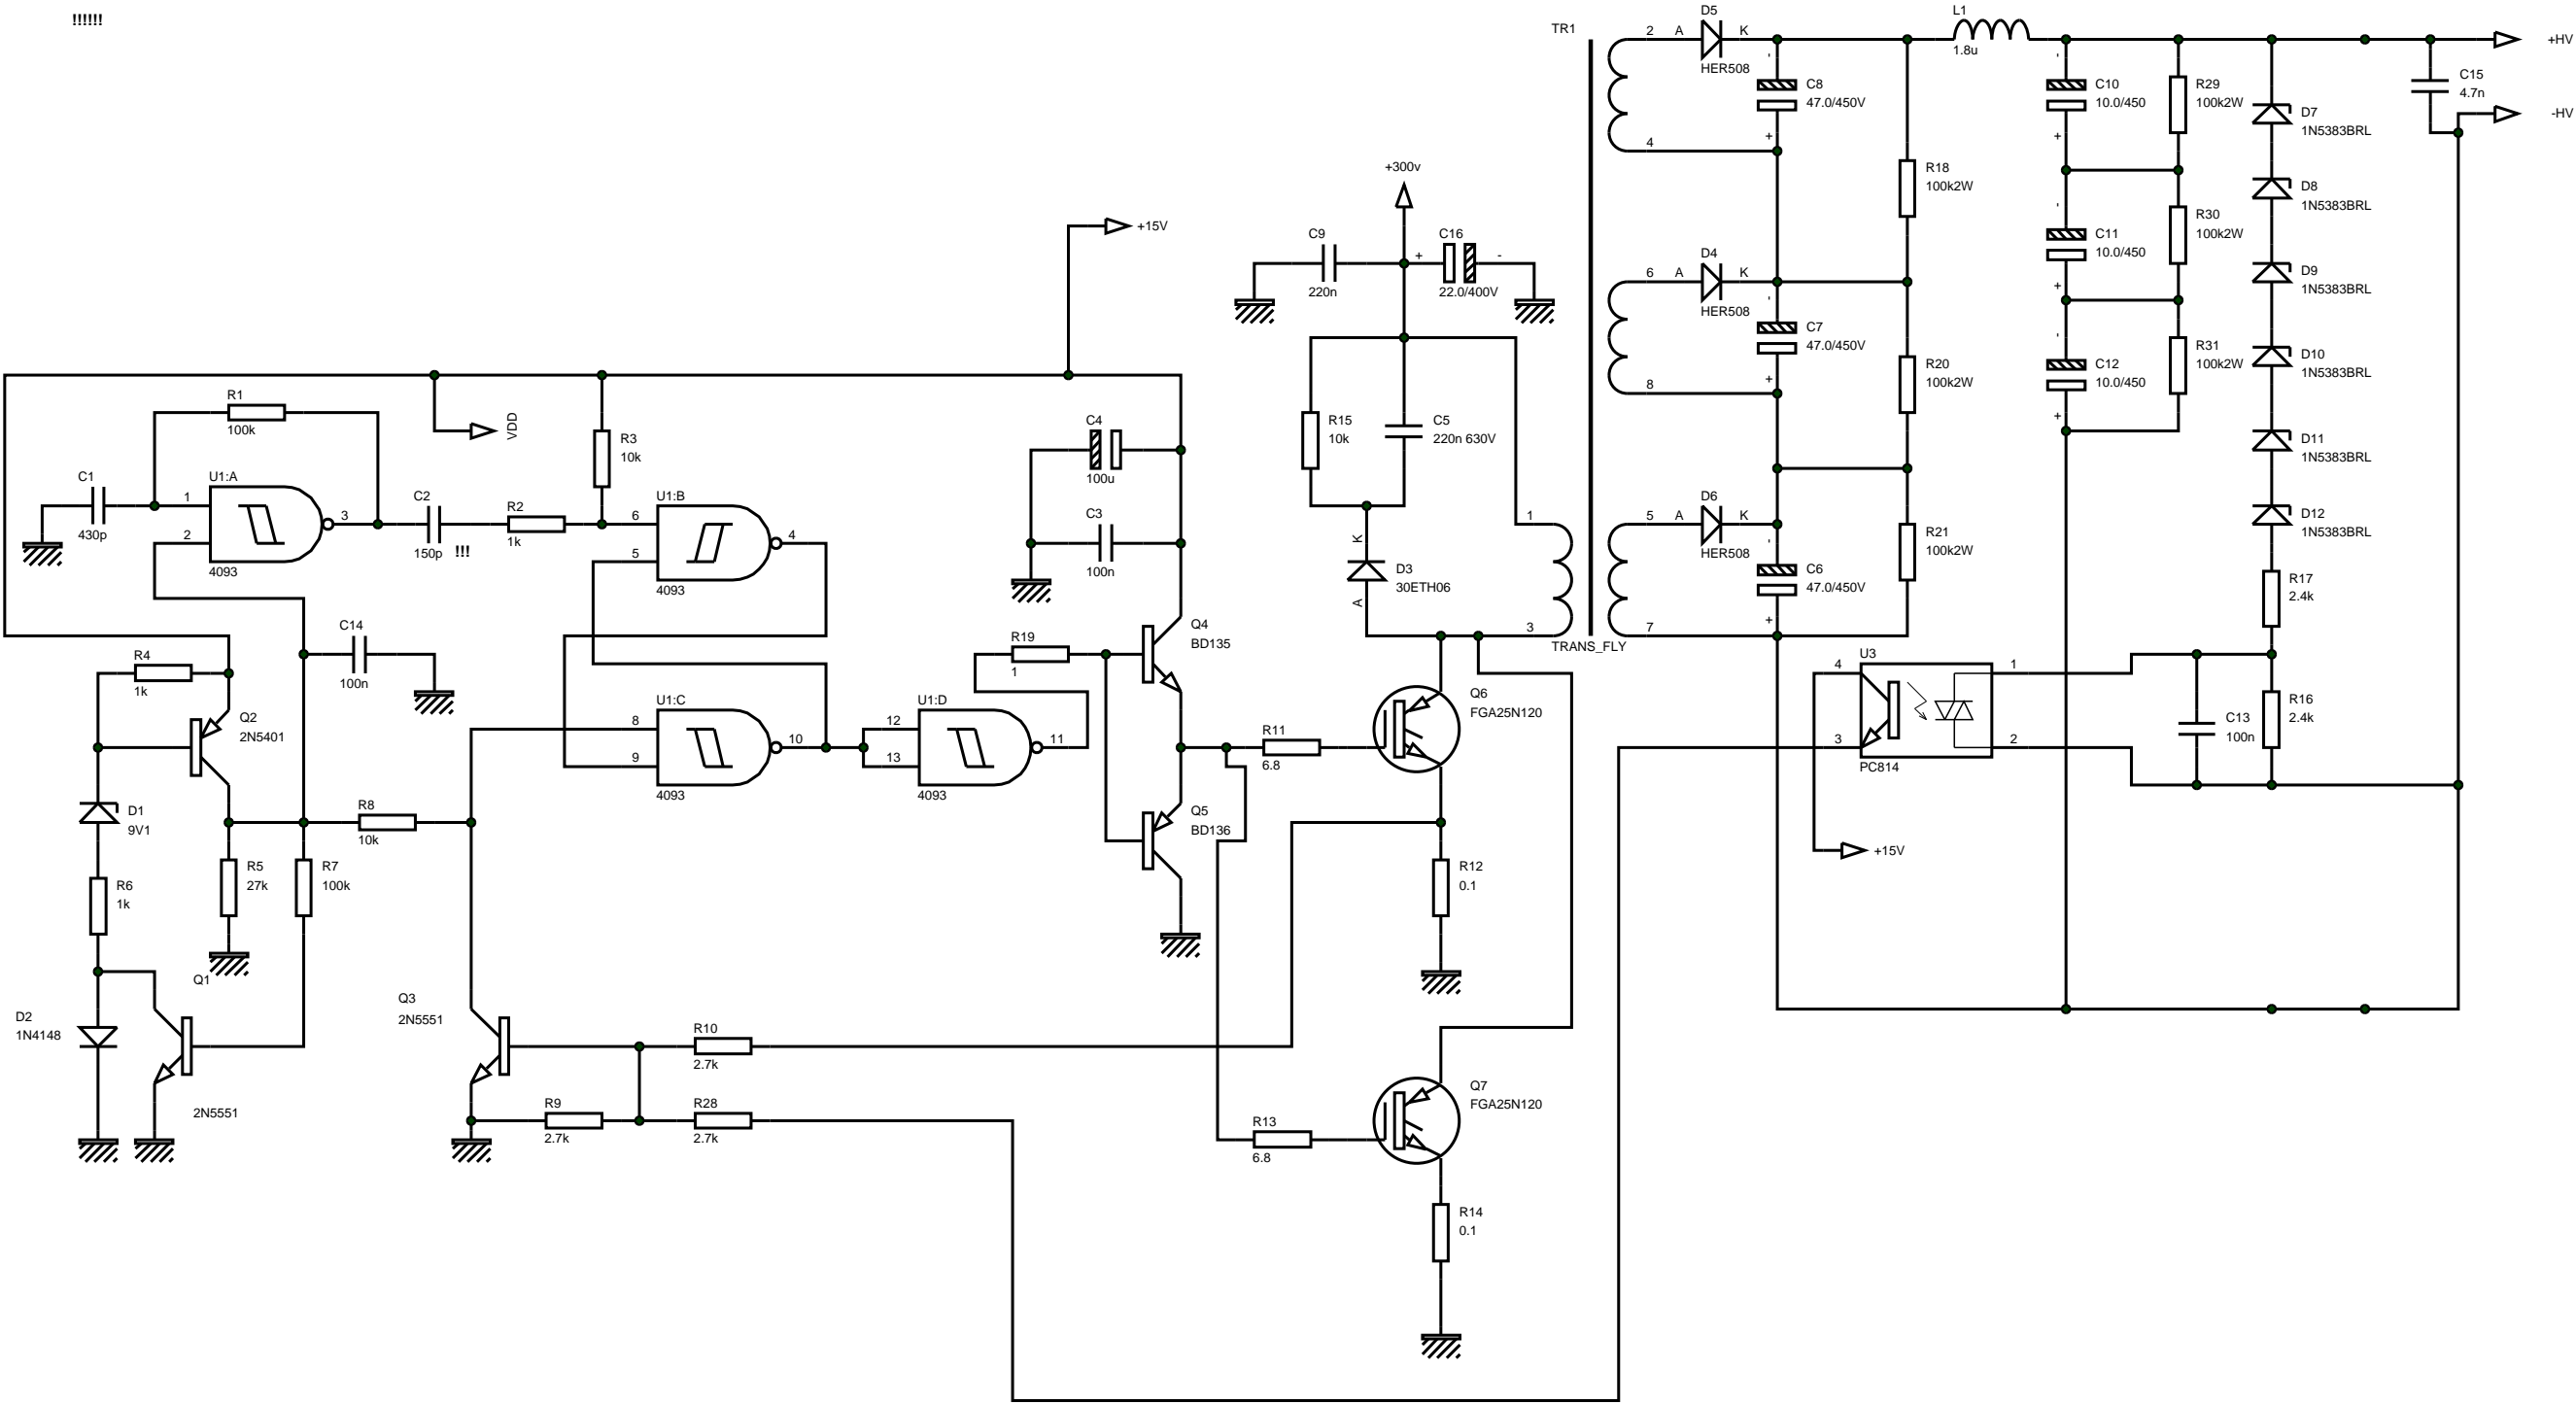 !!!!!!
D5
L1
TR1
2
A
K
+HV
HER508
1.8u
-
-
C8
47.0/450V
C10
10.0/450
R29
100k2W
C15
4.7n
D7
1N5383BRL
-HV
+
+
4
+300v
R18
100k2W
D8
1N5383BRL
-
R30
100k2W
+15V
C9
C16
+
-
220n
22.0/400V
D4
6
A
K
HER508
C11
10.0/450
D9
1N5383BRL
+
-
C7
47.0/450V
-
R31
100k2W
D10
1N5383BRL
C12
10.0/450
R20
100k2W
8
+
+
R1
100k
VDD
R3
10k
C4
100u
R15
10k
C5
220n 630V
D11
1N5383BRL
C1
430p
U1:A
1
2
3
4093
C2
150p
!!!
R2
1k
U1:B
6
5
4
4093
C3
100n
1
D6
5
A
K
HER508
-
D12
1N5383BRL
R21
100k2W
K
D3
30ETH06
A
C6
47.0/450V
R17
2.4k
+
3
7
TRANS_FLY
C14
100n
R19
1
Q4
BD135
R4
1k
U3
4
1
3
2
PC814
Q2
2N5401
U1:C
8
9
10
4093
U1:D
12
13
11
4093
Q6
FGA25N120
R11
6.8
C13
100n
R16
2.4k
D1
9V1
R8
10k
Q5
BD136
+15V
R6
1k
R5
27k
R7
100k
R12
0.1
Q1
Q3
2N5551
D2
1N4148
R10
2.7k
2N5551
R9
2.7k
R28
2.7k
Q7
FGA25N120
R13
6.8
R14
0.1